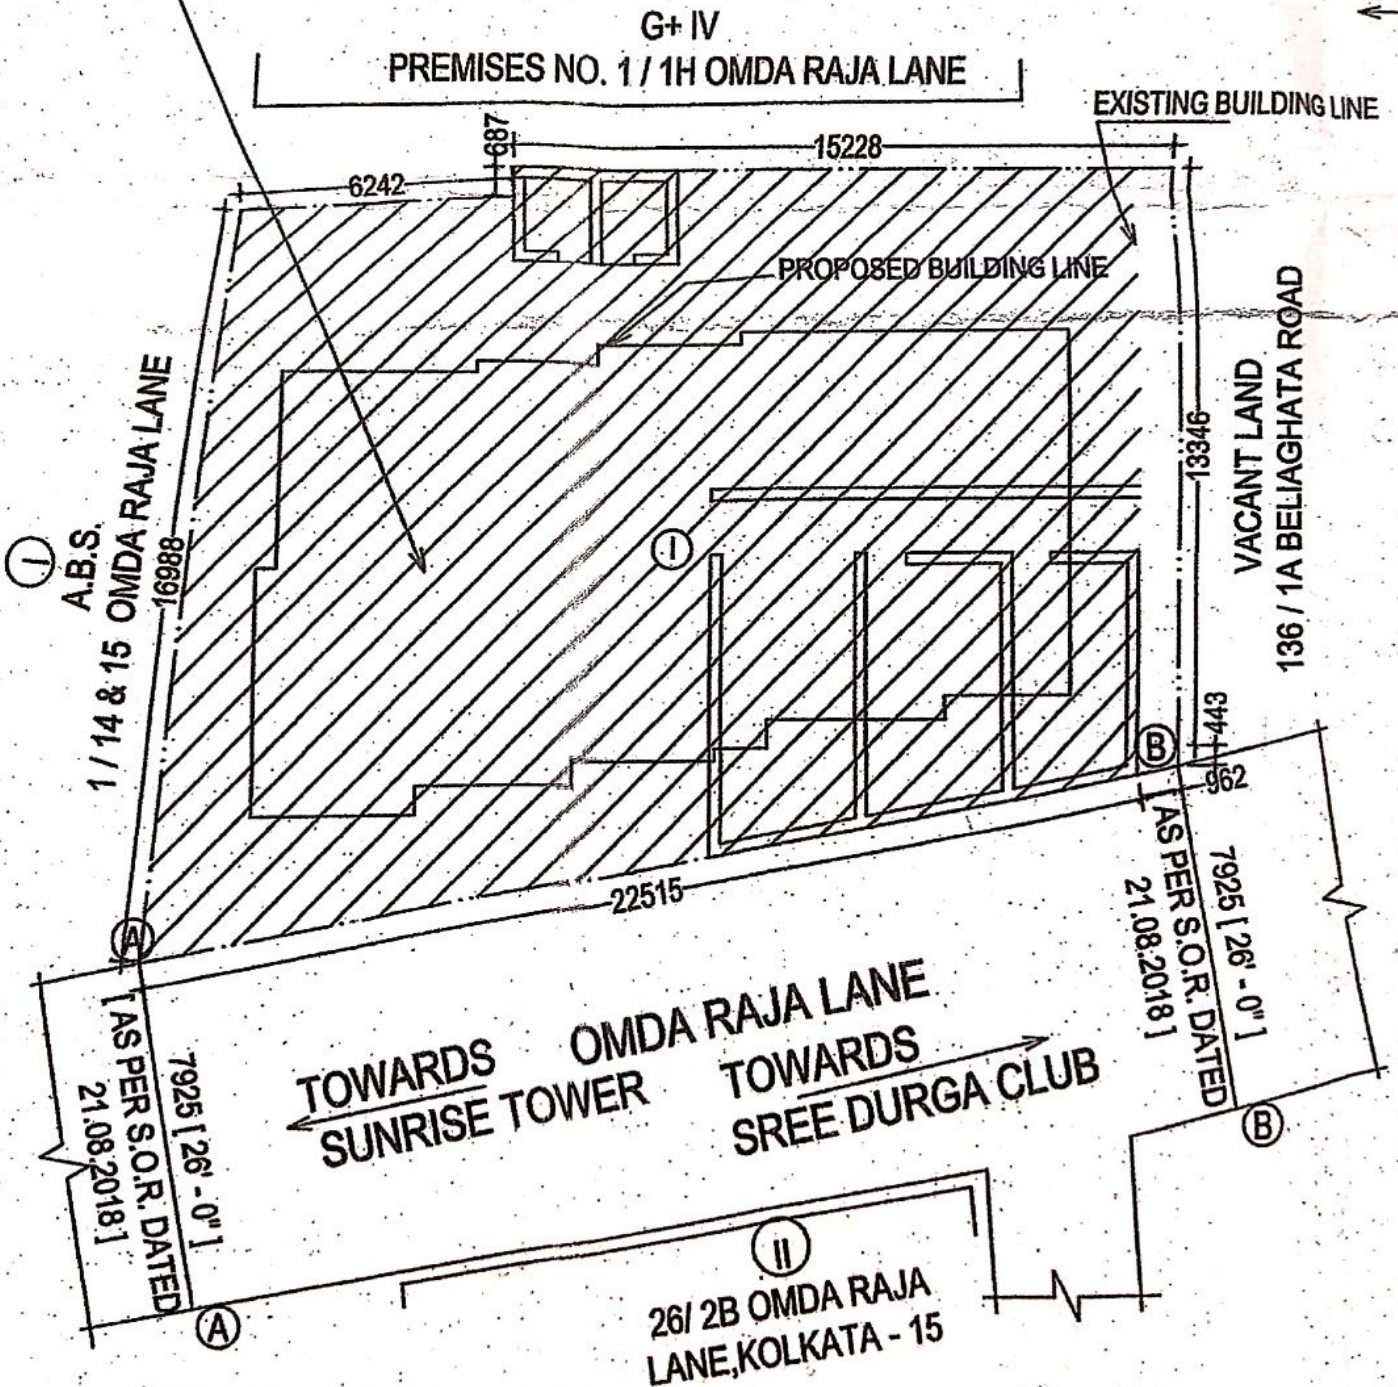 G+ IV
PREMISES NO. 1 / 1H OMDA RAJA LANE
EXISTING BUILDING LINE
687
15228
6242
PROPOSED BUILDING LINE
I
A.B.S.
1 / 14 & 15 OMDA RAJA LANE
16988
I
13346
VACANT LAND
136 / 1A BELIAGHATA ROAD
443
B
962
22515
A
[ AS PER S.O.R. DATED
21.08.2018 ]
7925 [ 26' - 0" ]
[ AS PER S.O.R. DATED
21.08.2018 ]
7925 [ 26' - 0" ]
OMDA RAJA LANE
TOWARDS
SUNRISE TOWER
TOWARDS
SREE DURGA CLUB
B
A
II
26/ 2B OMDA RAJA
LANE,KOLKATA - 15